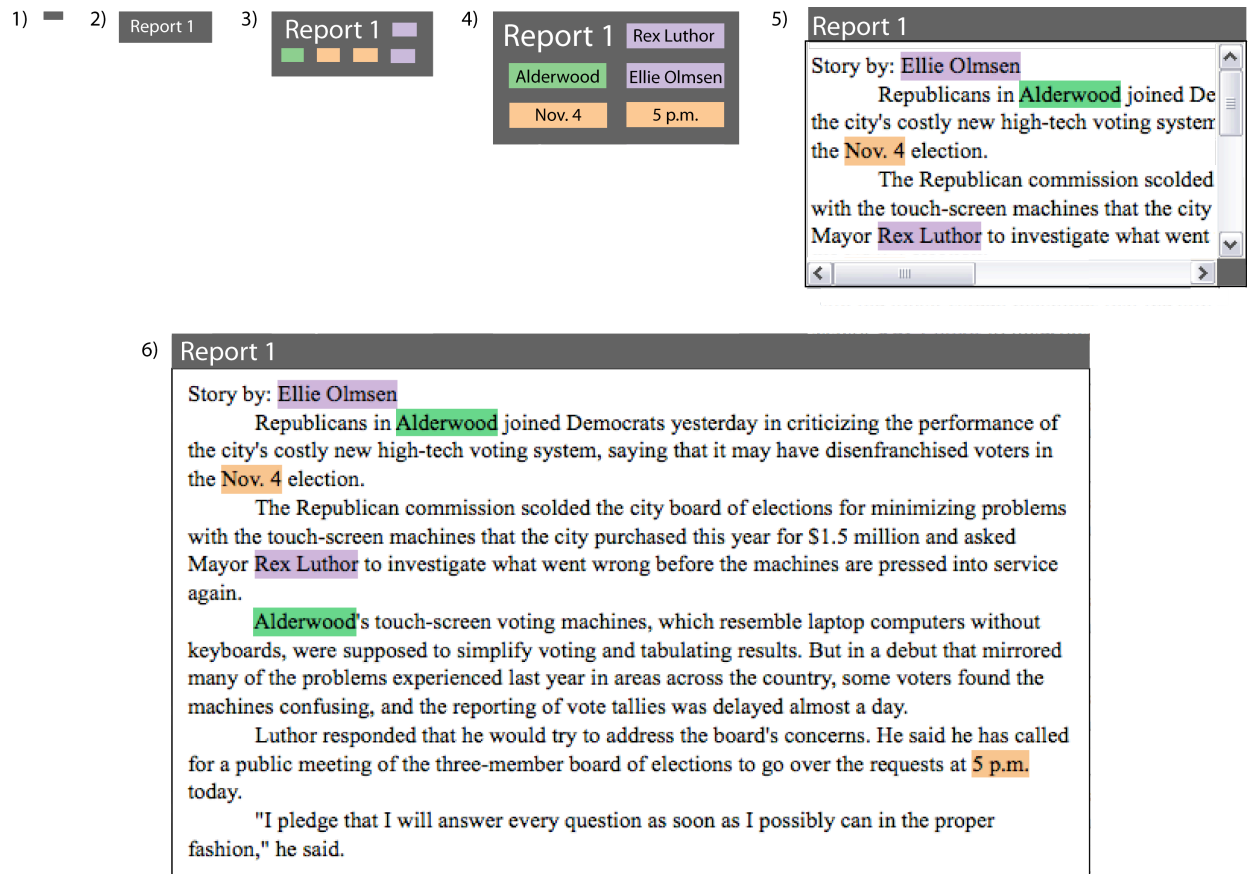 1)
2) Report 1
3) Report 1
4) Report 1 Rex Luthor
Alderwood Ellie Olmsen
Nov. 4 5 p.m.
5) Report 1
Story by: Ellie Olmsen
Republicans in Alderwood joined De
the city's costly new high-tech voting system
the Nov. 4 election.
The Republican commission scolded
with the touch-screen machines that the city
Mayor Rex Luthor to investigate what went
6) Report 1
Story by: Ellie Olmsen
Republicans in Alderwood joined Democrats yesterday in criticizing the performance of
the city's costly new high-tech voting system, saying that it may have disenfranchised voters in
the Nov. 4 election.
The Republican commission scolded the city board of elections for minimizing problems
with the touch-screen machines that the city purchased this year for $1.5 million and asked
Mayor Rex Luthor to investigate what went wrong before the machines are pressed into service
again.
Alderwood's touch-screen voting machines, which resemble laptop computers without
keyboards, were supposed to simplify voting and tabulating results. But in a debut that mirrored
many of the problems experienced last year in areas across the country, some voters found the
machines confusing, and the reporting of vote tallies was delayed almost a day.
Luthor responded that he would try to address the board's concerns. He said he has called
for a public meeting of the three-member board of elections to go over the requests at 5 p.m.
today.
"I pledge that I will answer every question as soon as I possibly can in the proper
fashion," he said.